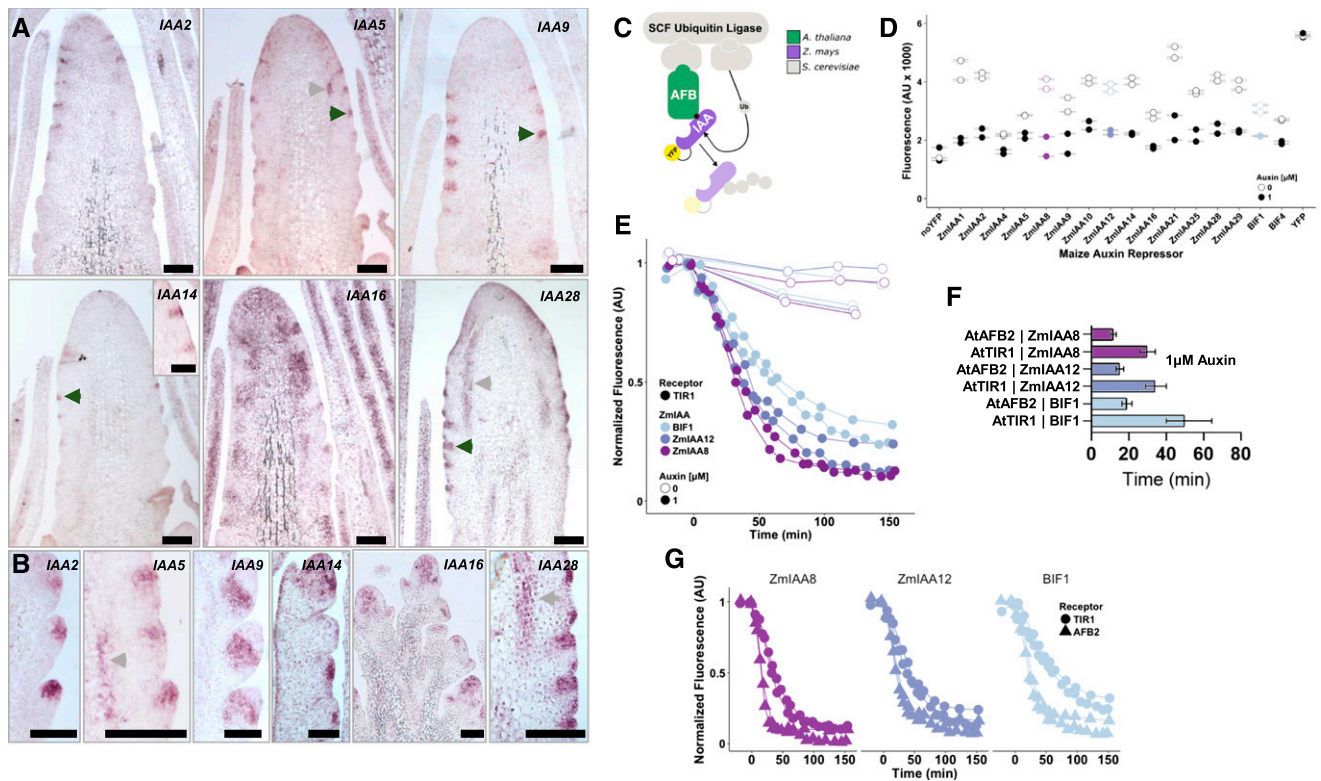 A
IAA2
IAA5
IAA9
IAA14
IAA16
IAA28
B
IAA2
IAA5
IAA9
IAA14
IAA16
IAA28
C
SCF Ubiquitin Ligase
AFB
IAA
YFP
Ub
A. thaliana
Z. mays
S. cerevisiae
D
Fluorescence (AU x 1000)
6
4
2
0
Auxin [µM]
0
1
noYFP
ZmIAA1
ZmIAA2
ZmIAA4
ZmIAA5
ZmIAA8
ZmIAA9
ZmIAA10
ZmIAA12
ZmIAA14
ZmIAA16
ZmIAA21
ZmIAA25
ZmIAA28
ZmIAA29
BIF1
BIF4
YFP
Maize Auxin Repressor
E
Normalized Fluorescence (AU)
1
0.5
0
Receptor
TIR1
ZmIAA
BIF1
ZmIAA12
ZmIAA8
Auxin [µM]
0
1
0 50 100 150
Time (min)
F
AtAFB2 | ZmIAA8
AtTIR1 | ZmIAA8
AtAFB2 | ZmIAA12
AtTIR1 | ZmIAA12
AtAFB2 | BIF1
AtTIR1 | BIF1
1µM Auxin
0 20 40 60 80
Time (min)
G
ZmIAA8 ZmIAA12 BIF1
Normalized Fluorescence (AU)
1
0.5
0
Receptor
TIR1
AFB2
0 50 100 150 0 50 100 150 0 50 100 150
Time (min)